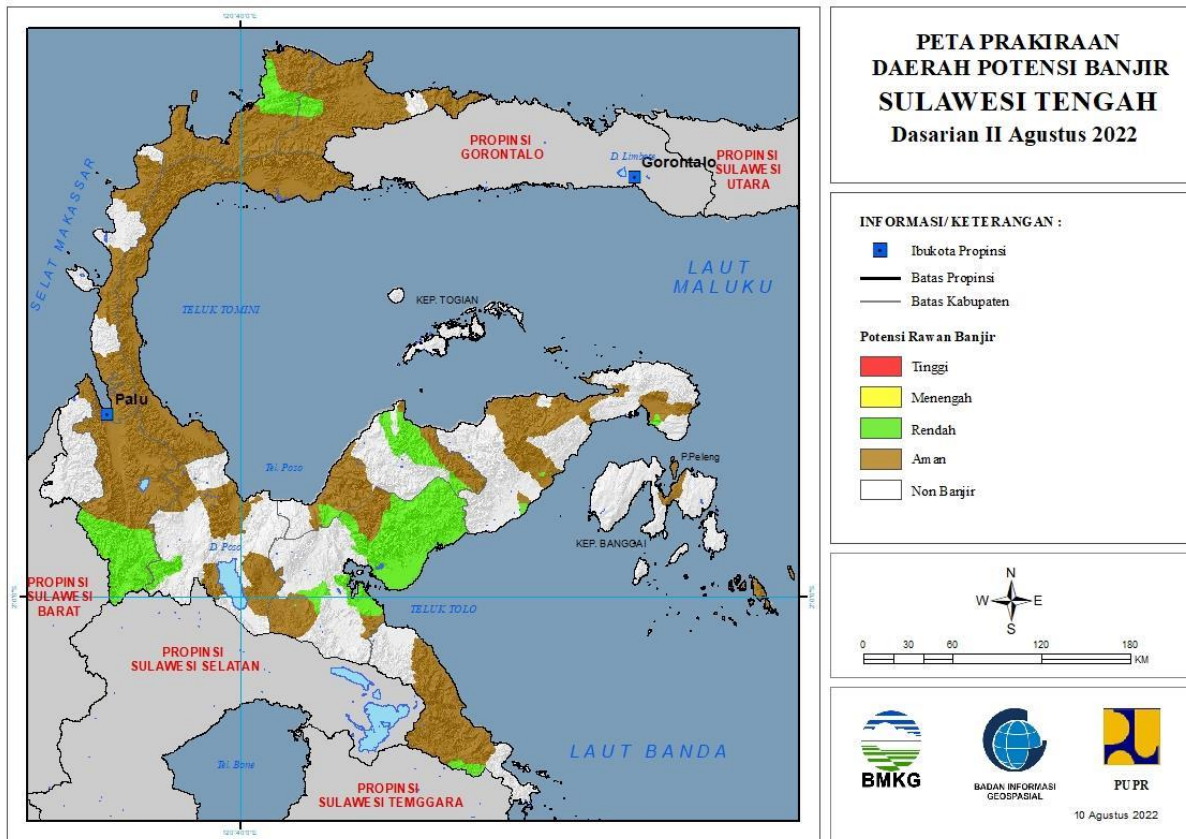 PETA PRAKIRAAN
DAERAH POTENSI BANJIR
SULAWESI TENGAH
Dasarian II Agustus 2022
INFORMASI/ KETERANGAN :
Ibukota Propinsi
Batas Propinsi
Batas Kabupaten
Potensi Rawan Banjir
Tinggi
Menengah
Rendah
Aman
Non Banjir
N
W E
S
0 30 60 120 180
KM
BMKG
BADAN INFORMASI
GEOSPASIAL
PUPR
10 Agustus 2022
PROPINSI
GORONTALO
D. Limboto
Gorontalo
PROPINSI
SULAWESI
UTARA
SELAT MAKASSAR
LAUT
MALUKU
TELUK TOMINI
KEP. TOGIAN
Palu
Tel. Poso
P.Peleng
KEP. BANGGAI
D. Poso
PROPINSI
SULAWESI
BARAT
TELUK TOLO
PROPINSI
SULAWESI SELATAN
LAUT BANDA
Tel. Bone
PROPINSI
SULAWESI TEMGGARA